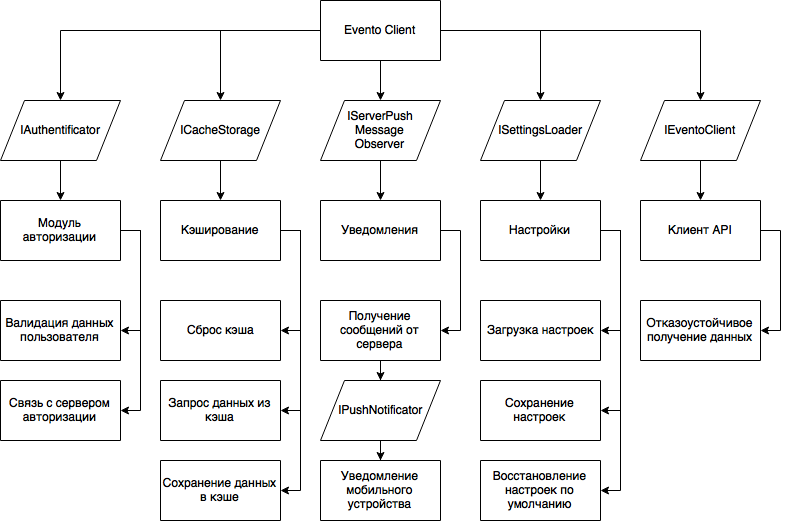 Evento Client
IAuthentificator
ICacheStorage
IServerPush
Message
Observer
ISettingsLoader
IEventoClient
Модуль
авторизации
Кэширование
Уведомления
Настройки
Клиент API
Валидация данных
пользователя
Сброс кэша
Получение
сообщений от
сервера
Загрузка настроек
Отказоустойчивое
получение данных
Связь с сервером
авторизации
Запрос данных из
кэша
IPushNotificator
Сохранение
настроек
Сохранение данных
в кэше
Уведомление
мобильного
устройства
Восстановление
настроек по
умолчанию